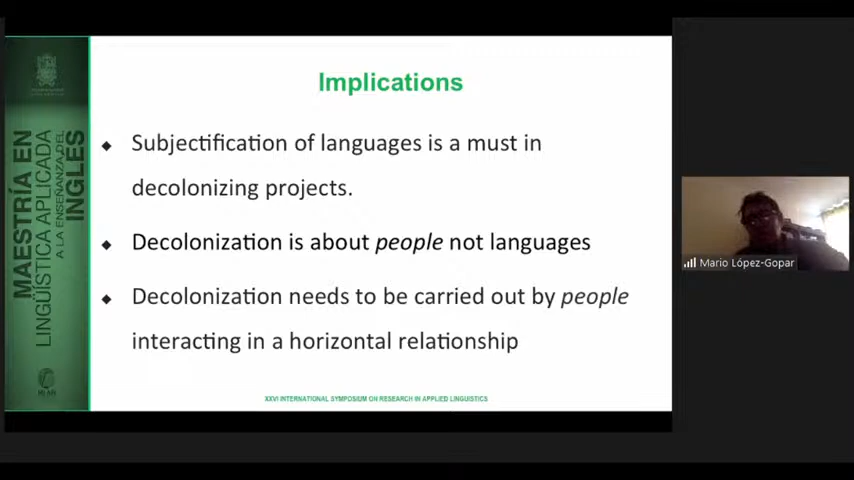 Implications
Subjectification of languages is a must in
decolonizing projects.
Decolonization is about people not languages
Decolonization needs to be carried out by people
interacting in a horizontal relationship
XXVI INTERNATIONAL SYMPOSIUM ON RESEARCH IN APPLIED LINGUISTICS
MAESTRÍA EN
LINGÜÍSTICA APLICADA
A LA ENSEÑANZA DEL
INGLÉS
Mario López-Gopar